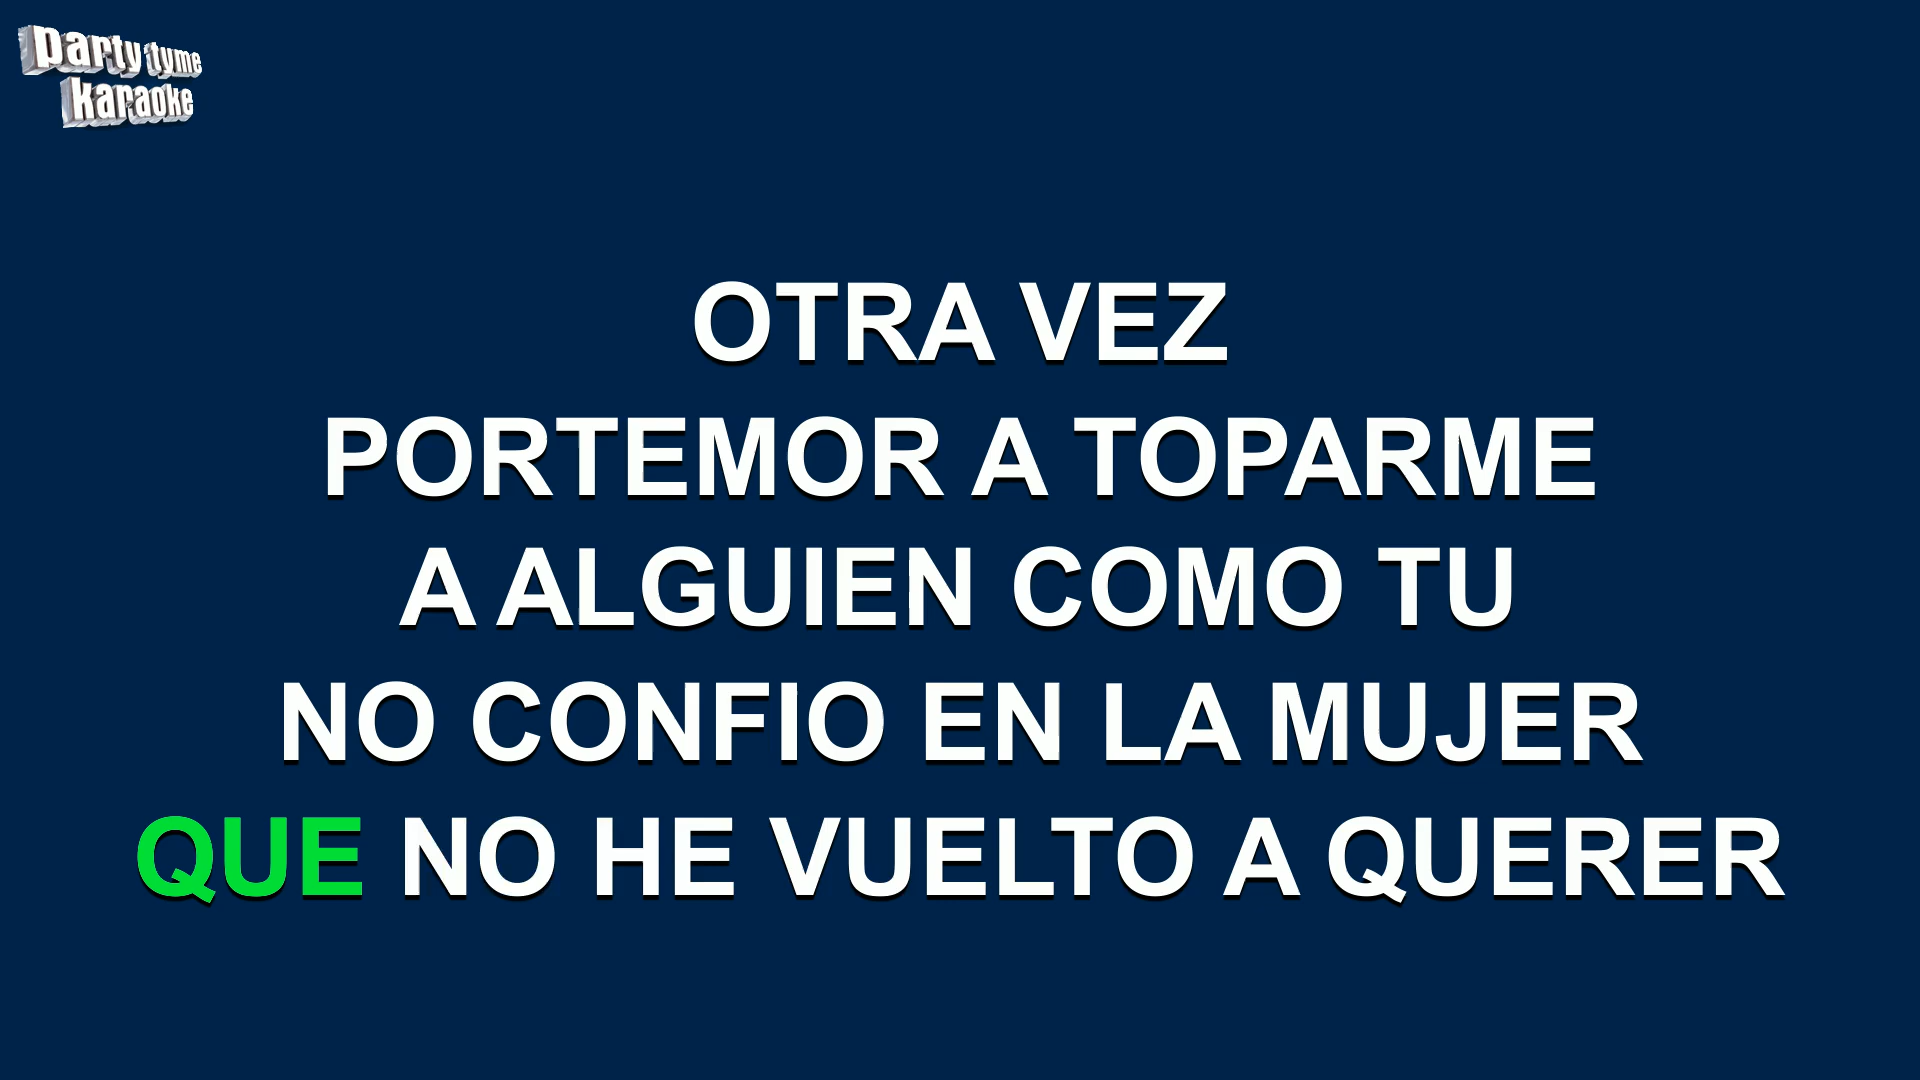 party tyme
karaoke
OTRA VEZ
PORTEMOR A TOPARME
A ALGUIEN COMO TU
NO CONFIO EN LA MUJER
QUE NO HE VUELTO A QUERER